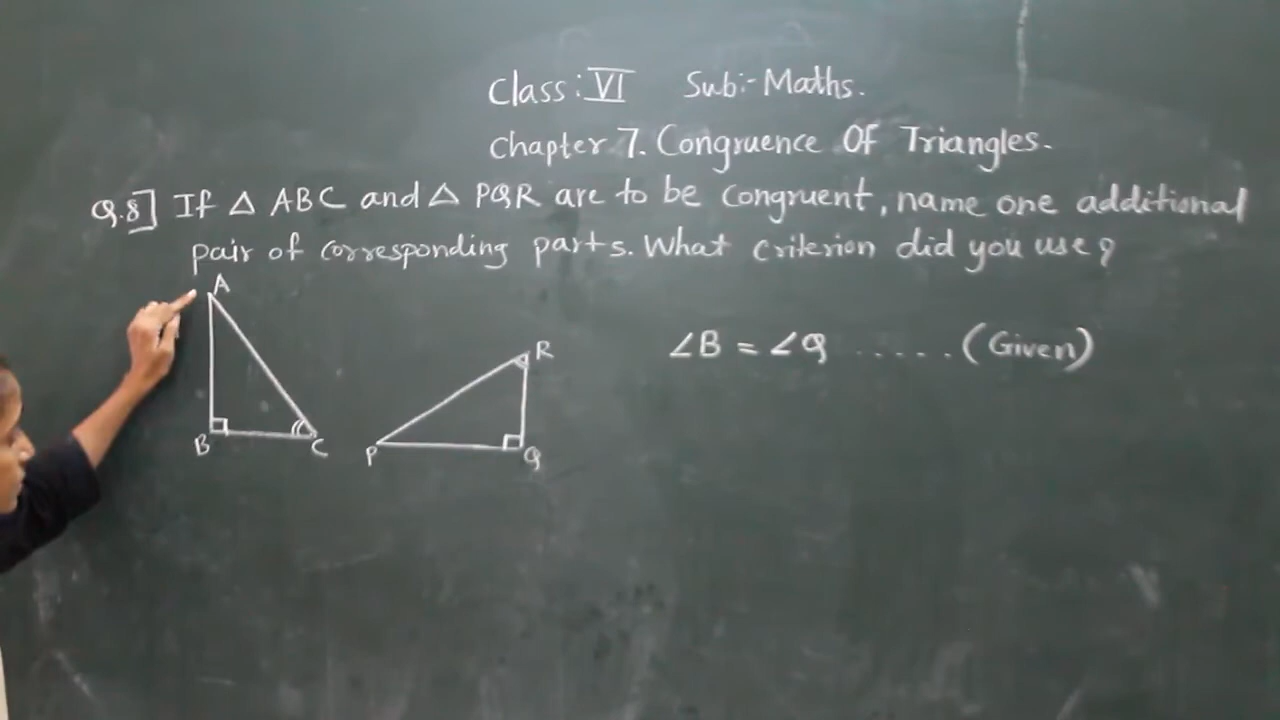 Class: VI Sub:- Maths.
Chapter 7. Congruence Of Triangles.
Q.8] If △ ABC and △ PQR are to be congruent, name one additional
pair of corresponding parts. What criterion did you use?
A
B
C
P
R
Q
∠B = ∠Q ..... (Given)